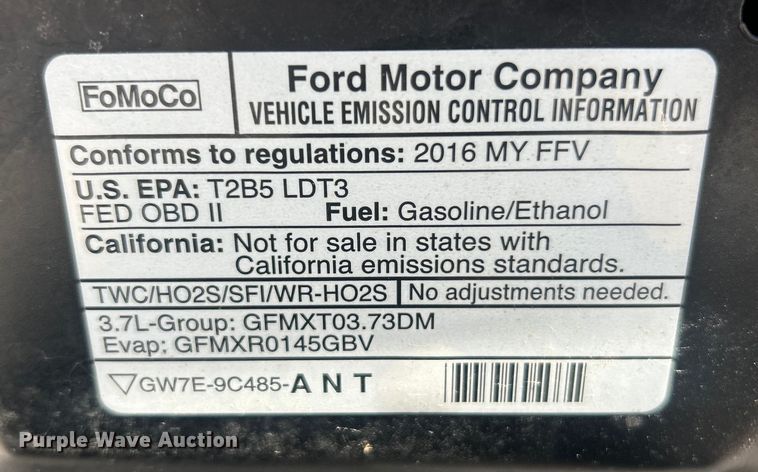 FoMoCo
Ford Motor Company
VEHICLE EMISSION CONTROL INFORMATION
Conforms to regulations: 2016 MY FFV
U.S. EPA: T2B5 LDT3
FED OBD II Fuel: Gasoline/Ethanol
California: Not for sale in states with
California emissions standards.
TWC/HO2S/SFI/WR-HO2S No adjustments needed.
3.7L-Group: GFMXT03.73DM
Evap: GFMXR0145GBV
▽GW7E-9C485-A N T
Purple Wave Auction